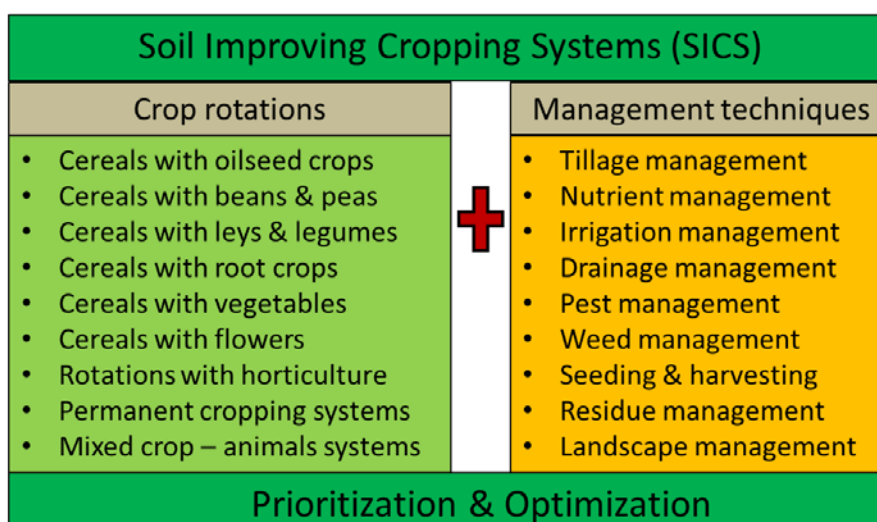 Soil Improving Cropping Systems (SICS)
Crop rotations
• Cereals with oilseed crops
• Cereals with beans & peas
• Cereals with leys & legumes
• Cereals with root crops
• Cereals with vegetables
• Cereals with flowers
• Rotations with horticulture
• Permanent cropping systems
• Mixed crop – animals systems
Management techniques
• Tillage management
• Nutrient management
• Irrigation management
• Drainage management
• Pest management
• Weed management
• Seeding & harvesting
• Residue management
• Landscape management
Prioritization & Optimization